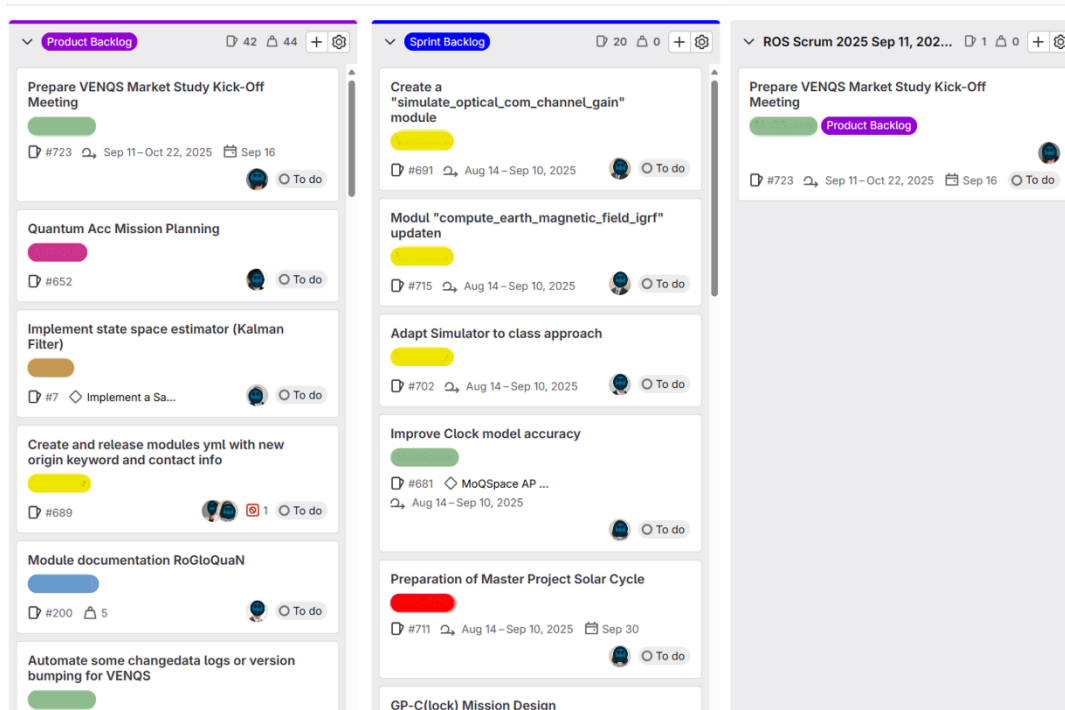 Product Backlog 42 44
Prepare VENQS Market Study Kick-Off
Meeting
#723 Sep 11–Oct 22, 2025 Sep 16
To do
Quantum Acc Mission Planning
#652 To do
Implement state space estimator (Kalman
Filter)
#7 Implement a Sa... To do
Create and release modules yml with new
origin keyword and contact info
#689 1 To do
Module documentation RoGloQuaN
#200 5 To do
Automate some changedata logs or version
bumping for VENQS
Sprint Backlog 20 0
Create a
"simulate_optical_com_channel_gain"
module
#691 Aug 14–Sep 10, 2025 To do
Modul "compute_earth_magnetic_field_igrf"
updaten
#715 Aug 14–Sep 10, 2025 To do
Adapt Simulator to class approach
#702 Aug 14–Sep 10, 2025 To do
Improve Clock model accuracy
#681 MoQSpace AP ...
Aug 14–Sep 10, 2025
To do
Preparation of Master Project Solar Cycle
#711 Aug 14–Sep 10, 2025 Sep 30
To do
GP-C(lock) Mission Design
ROS Scrum 2025 Sep 11, 202... 1 0
Prepare VENQS Market Study Kick-Off
Meeting
Product Backlog
#723 Sep 11–Oct 22, 2025 Sep 16 To do